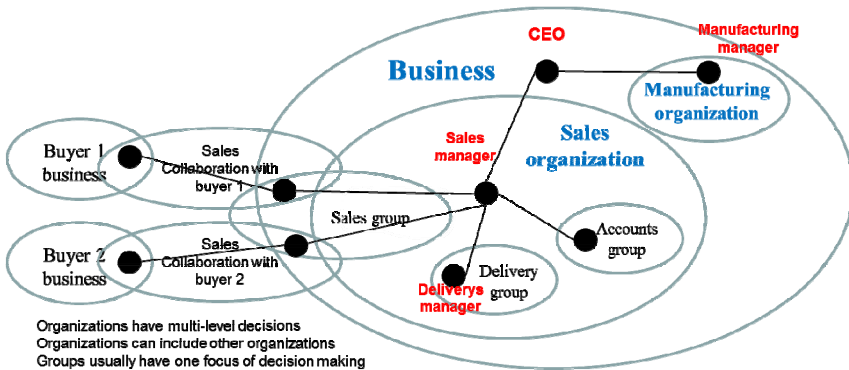 CEO
Manufacturing
manager
Business
Manufacturing
organization
Sales
manager
Sales
organization
Buyer 1
business
Sales
Collaboration with
buyer 1
Sales group
Accounts
group
Buyer 2
business
Sales
Collaboration with
buyer 2
Delivery
group
Deliverys
manager
Organizations have multi-level decisions
Organizations can include other organizations
Groups usually have one focus of decision making